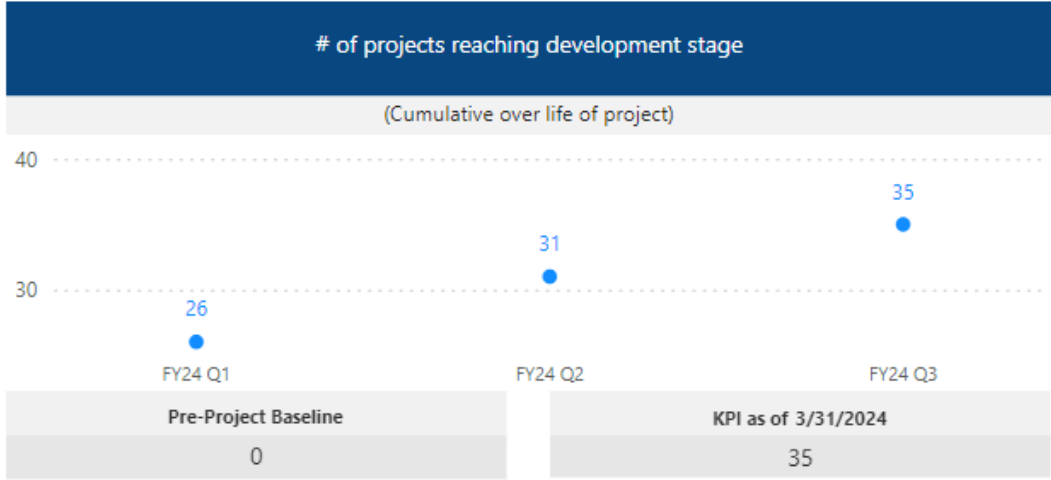 # of projects reaching development stage
(Cumulative over life of project)
40
35
31
30
26
FY24 Q1 FY24 Q2 FY24 Q3
Pre-Project Baseline KPI as of 3/31/2024
0 35